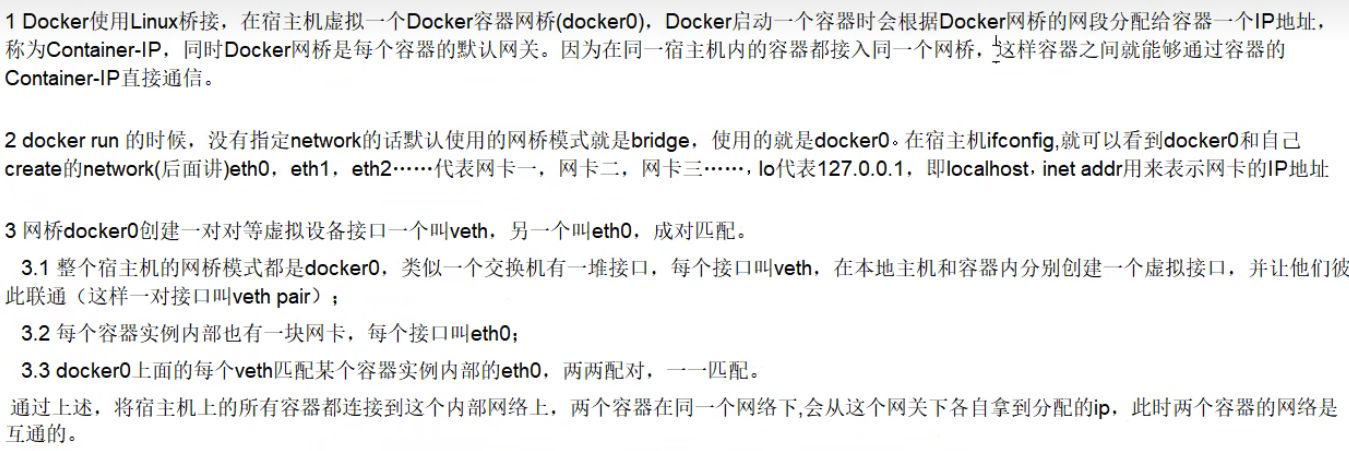 1 Docker使用Linux桥接，在宿主机虚拟一个Docker容器网桥(docker0)，Docker启动一个容器时会根据Docker网桥的网段分配给容器一个IP地址，
称为Container-IP，同时Docker网桥是每个容器的默认网关。因为在同一宿主机内的容器都接入同一个网桥，这样容器之间就能够通过容器的
Container-IP直接通信。
2 docker run 的时候，没有指定network的话默认使用的网桥模式就是bridge，使用的就是docker0。在宿主机ifconfig,就可以看到docker0和自己
create的network(后面讲)eth0，eth1，eth2……代表网卡一，网卡二，网卡三……，lo代表127.0.0.1，即localhost，inet addr用来表示网卡的IP地址
3 网桥docker0创建一对对等虚拟设备接口一个叫veth，另一个叫eth0，成对匹配。
3.1 整个宿主机的网桥模式都是docker0，类似一个交换机有一堆接口，每个接口叫veth，在本地主机和容器内分别创建一个虚拟接口，并让他们彼
此联通（这样一对接口叫veth pair）；
3.2 每个容器实例内部也有一块网卡，每个接口叫eth0；
3.3 docker0上面的每个veth匹配某个容器实例内部的eth0，两两配对，一一匹配。
通过上述，将宿主机上的所有容器都连接到这个内部网络上，两个容器在同一个网络下,会从这个网关下各自拿到分配的ip，此时两个容器的网络是
互通的。